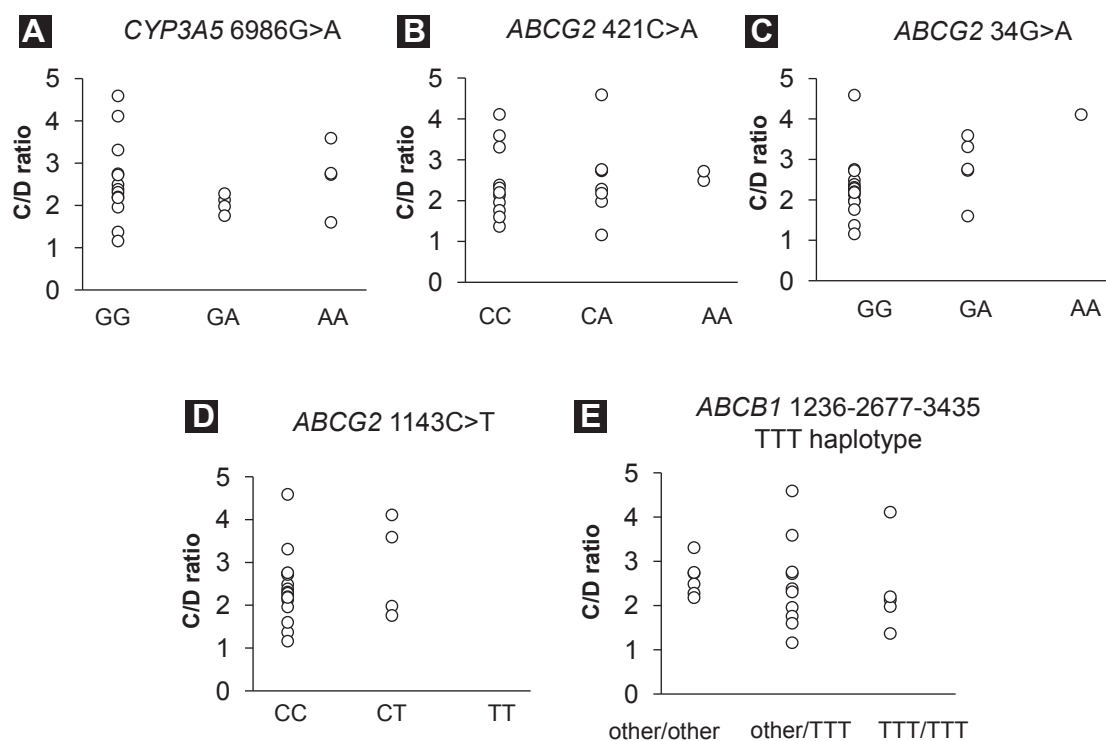 A
CYP3A5 6986G>A
C/D ratio
5
4
3
2
1
0
GG GA AA
B
ABCG2 421C>A
C/D ratio
5
4
3
2
1
0
CC CA AA
C
ABCG2 34G>A
C/D ratio
5
4
3
2
1
0
GG GA AA
D
ABCG2 1143C>T
C/D ratio
5
4
3
2
1
0
CC CT TT
E
ABCB1 1236-2677-3435
TTT haplotype
C/D ratio
5
4
3
2
1
0
other/other other/TTT TTT/TTT